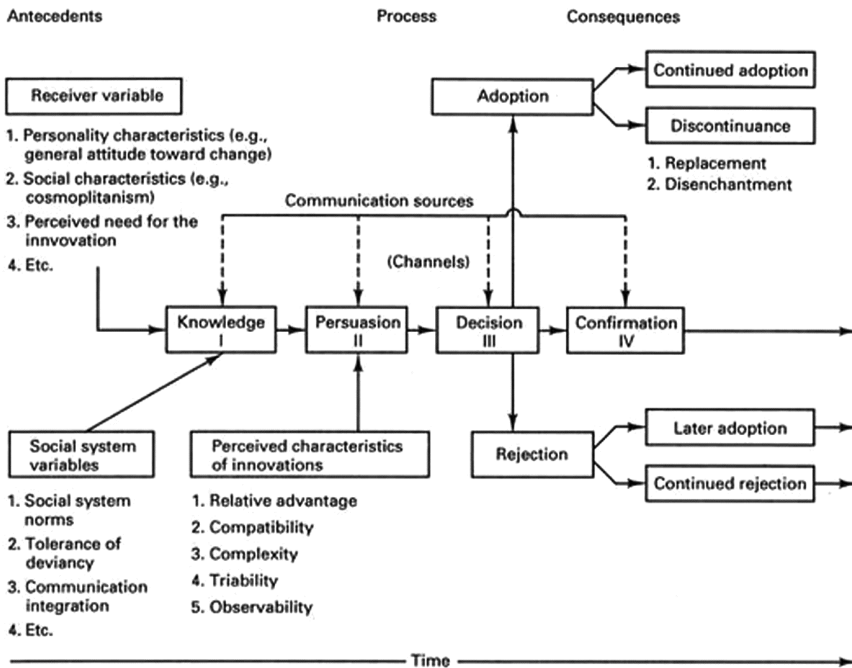 Antecedents
Process
Consequences
Receiver variable
1. Personality characteristics (e.g.,
general attitude toward change)
2. Social characteristics (e.g.,
cosmoplitanism)
3. Perceived need for the
innvovation
4. Etc.
Adoption
Continued adoption
Discontinuance
1. Replacement
2. Disenchantment
Communication sources
(Channels)
Knowledge
I
Persuasion
II
Decision
III
Confirmation
IV
Social system
variables
1. Social system
norms
2. Tolerance of
deviancy
3. Communication
integration
4. Etc.
Perceived characteristics
of innovations
1. Relative advantage
2. Compatibility
3. Complexity
4. Triability
5. Observability
Rejection
Later adoption
Continued rejection
Time